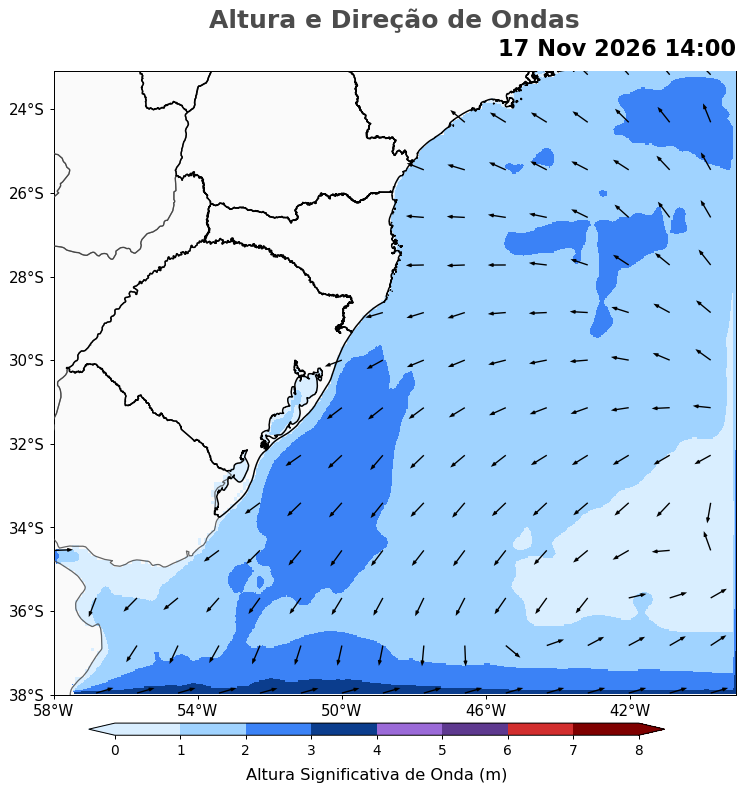 Altura e Direção de Ondas
17 Nov 2026 14:00
24°S
26°S
28°S
30°S
32°S
34°S
36°S
38°S
58°W 54°W 50°W 46°W 42°W
0 1 2 3 4 5 6 7 8
Altura Significativa de Onda (m)